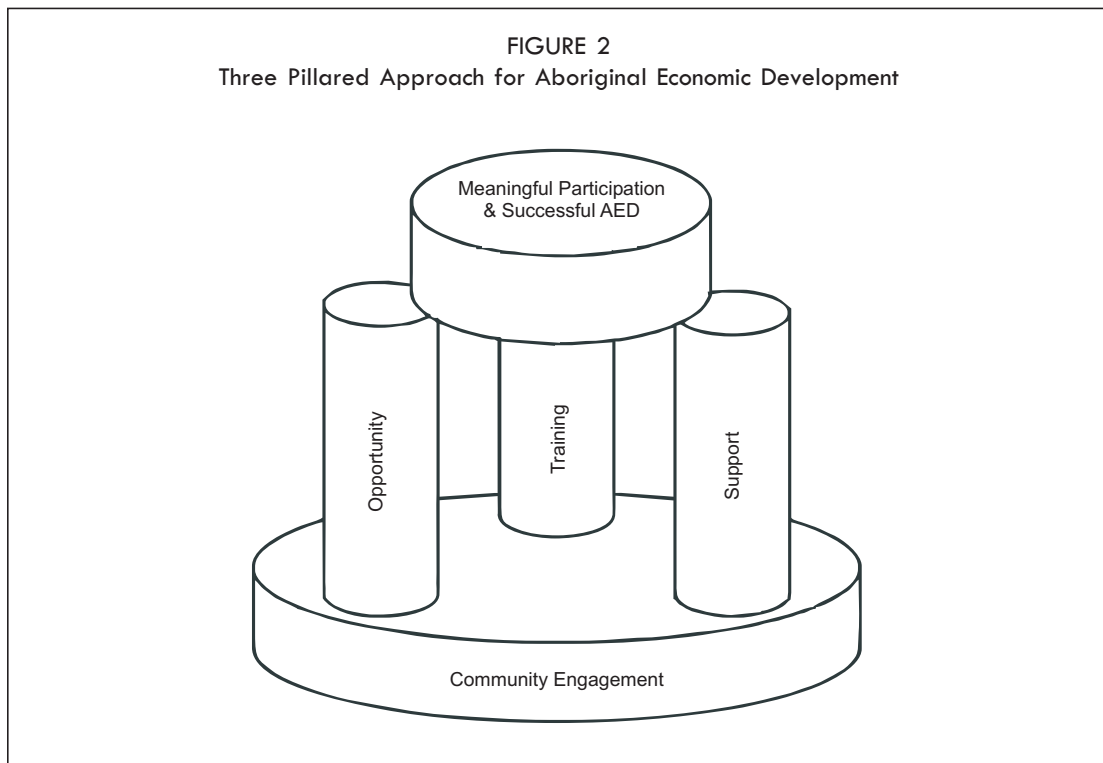 FIGURE 2
Three Pillared Approach for Aboriginal Economic Development
Meaningful Participation
& Successful AED
Opportunity
Training
Support
Community Engagement